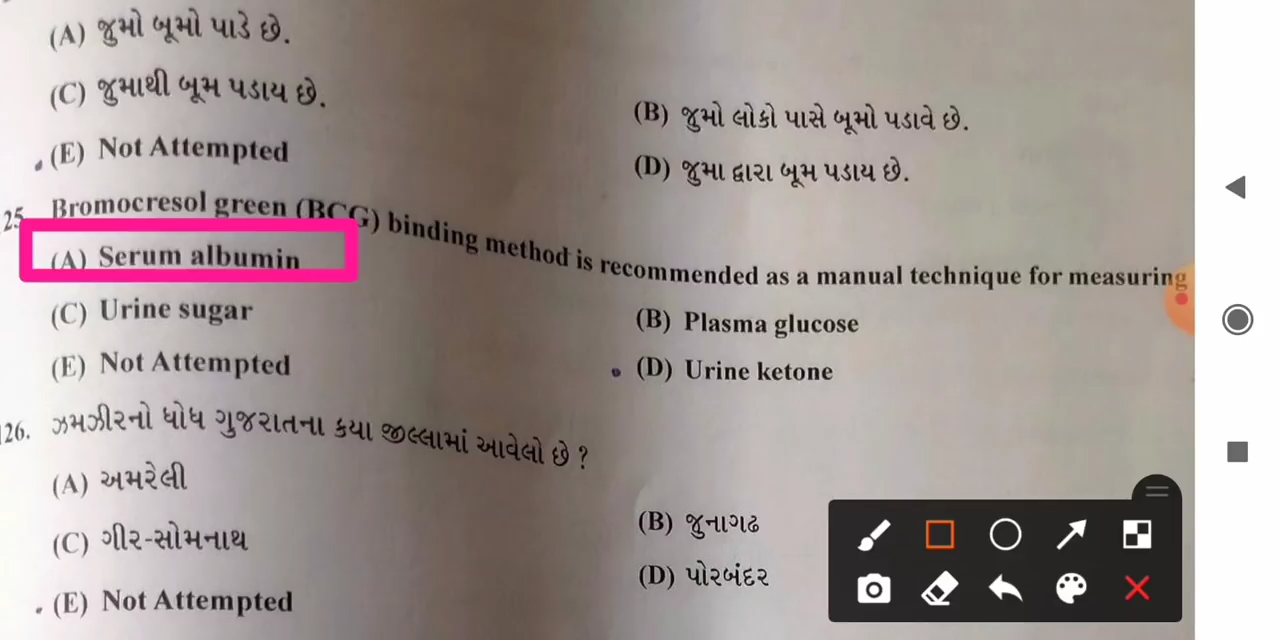 (A) જુમો બૂમો પાડે છે.
(B) જુમો લોકો પાસે બૂમો પડાવે છે.
(C) જુમાથી બૂમ પડાય છે.
(D) જુમા દ્વારા બૂમ પડાય છે.
(E) Not Attempted
25. Bromocresol green (BCG) binding method is recommended as a manual technique for measuring
(A) Serum albumin
(B) Plasma glucose
(C) Urine sugar
(D) Urine ketone
(E) Not Attempted
126. ઝમઝીરનો ધોધ ગુજરાતના કયા જીલ્લામાં આવેલો છે ?
(A) અમરેલી
(B) જુનાગઢ
(C) ગીર-સોમનાથ
(D) પોરબંદર
(E) Not Attempted